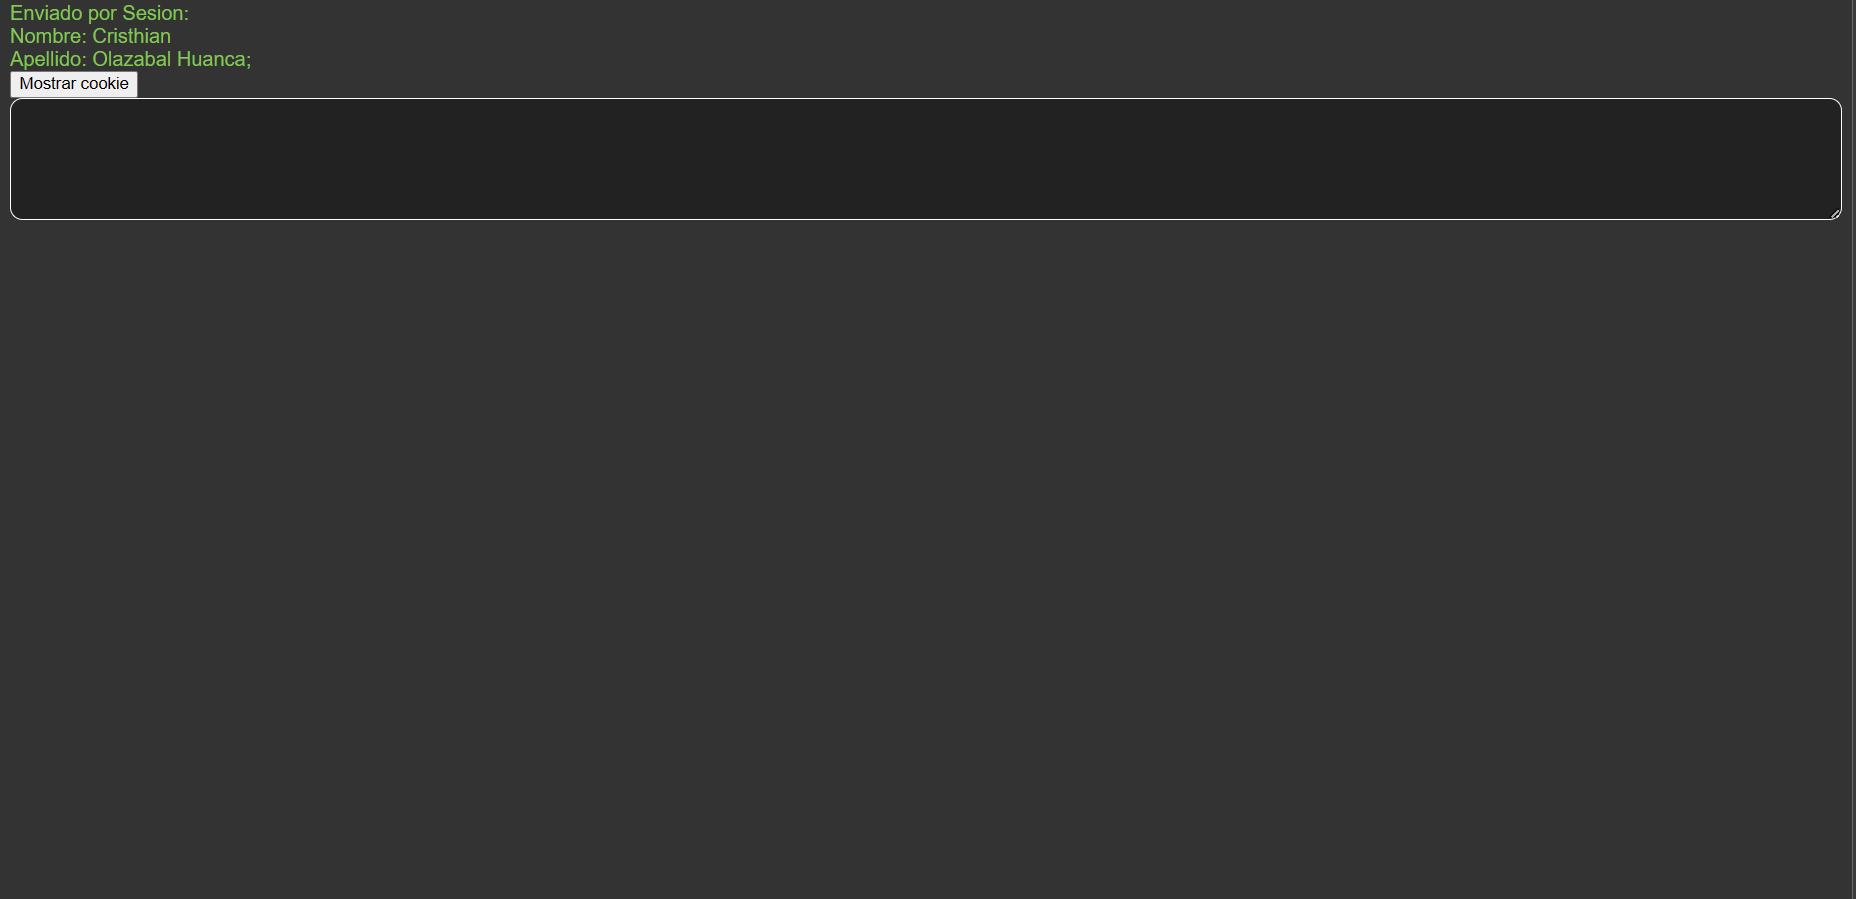 Enviado por Sesion:
Nombre: Cristhian
Apellido: Olazabal Huanca;
Mostrar cookie